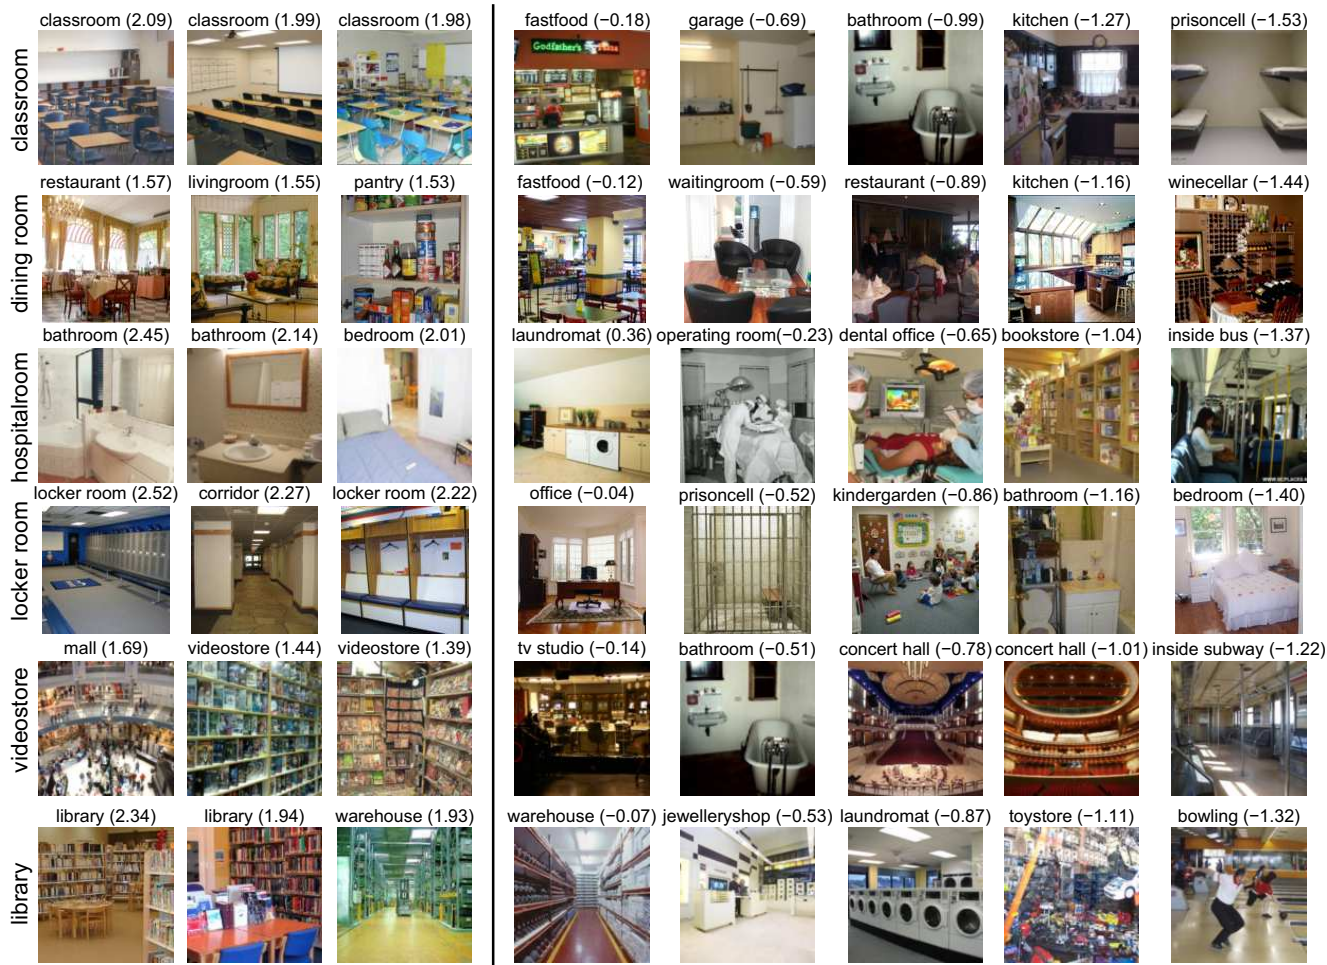 classroom (2.09) classroom (1.99) classroom (1.98) fastfood (−0.18) garage (−0.69) bathroom (−0.99) kitchen (−1.27) prisoncell (−1.53)
classroom
Godfather's
restaurant (1.57) livingroom (1.55) pantry (1.53) fastfood (−0.12) waitingroom (−0.59) restaurant (−0.89) kitchen (−1.16) winecellar (−1.44)
dining room
bathroom (2.45) bathroom (2.14) bedroom (2.01) laundromat (0.36) operating room(−0.23) dental office (−0.65) bookstore (−1.04) inside bus (−1.37)
hospitalroom
locker room (2.52) corridor (2.27) locker room (2.22) office (−0.04) prisoncell (−0.52) kindergarden (−0.86) bathroom (−1.16) bedroom (−1.40)
locker room
mall (1.69) videostore (1.44) videostore (1.39) tv studio (−0.14) bathroom (−0.51) concert hall (−0.78) concert hall (−1.01) inside subway (−1.22)
videostore
library (2.34) library (1.94) warehouse (1.93) warehouse (−0.07) jewelleryshop (−0.53) laundromat (−0.87) toystore (−1.11) bowling (−1.32)
library